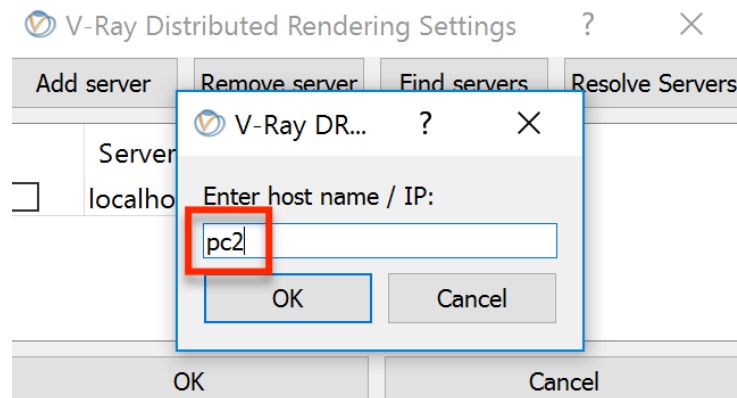 V-Ray Distributed Rendering Settings ?
Add server Remove server Find servers Resolve Servers
V-Ray DR... ?
Server
localho
Enter host name / IP:
pc2
OK Cancel
OK Cancel